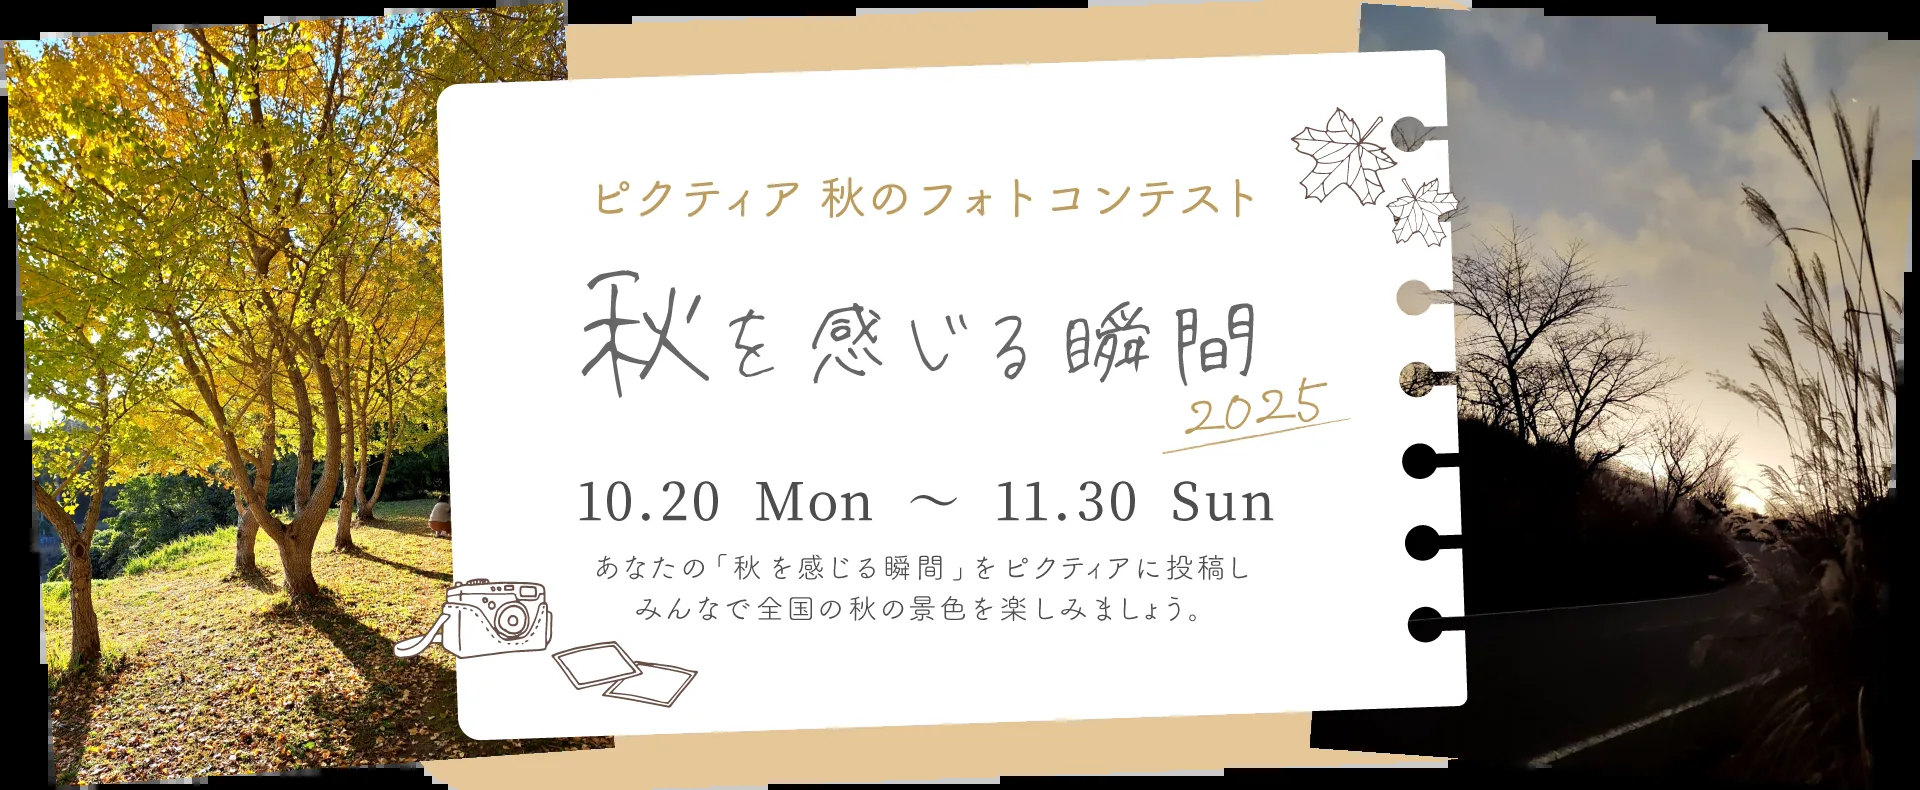 ピクティア 秋のフォトコンテスト
秋を感じる瞬間
2025
10.20 Mon ～ 11.30 Sun
あなたの「秋を感じる瞬間」をピクティアに投稿し
みんなで全国の秋の景色を楽しみましょう。